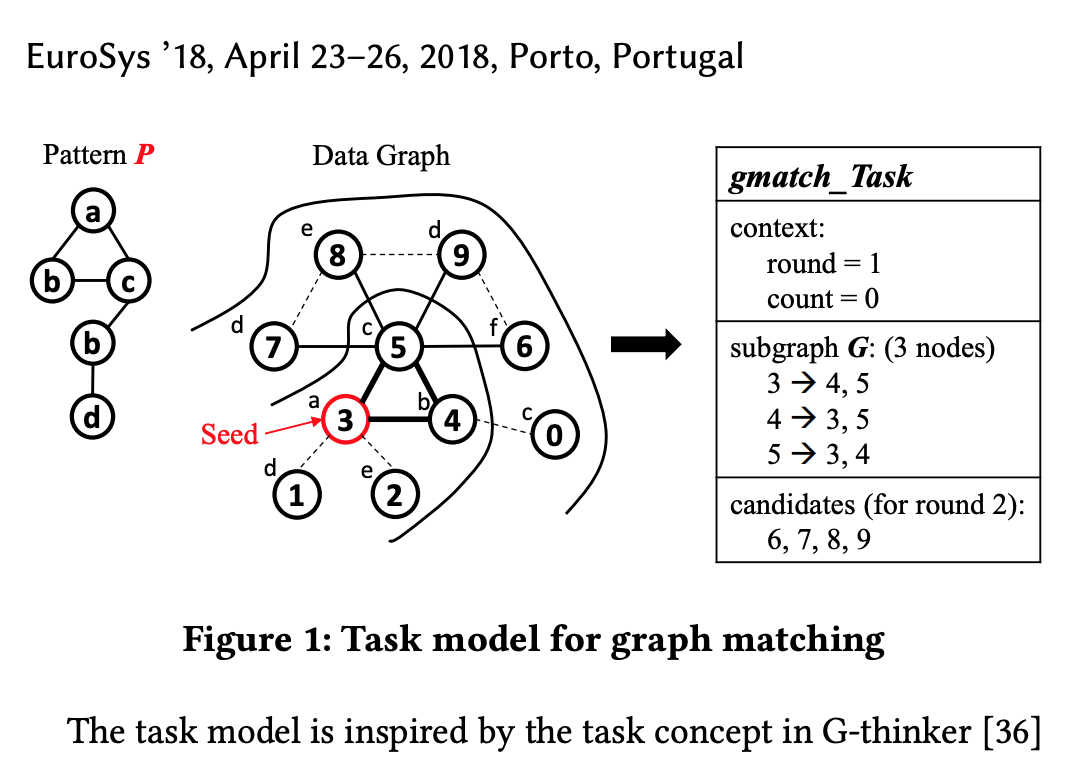 EuroSys ’18, April 23–26, 2018, Porto, Portugal
Pattern P
Data Graph
a
b
c
b
d
e
8
d
9
d
7
c
5
f
6
a
3
b
4
c
0
Seed
d
1
e
2
gmatch_Task
context:
round = 1
count = 0
subgraph G: (3 nodes)
3 → 4, 5
4 → 3, 5
5 → 3, 4
candidates (for round 2):
6, 7, 8, 9
Figure 1: Task model for graph matching
The task model is inspired by the task concept in G-thinker [36]